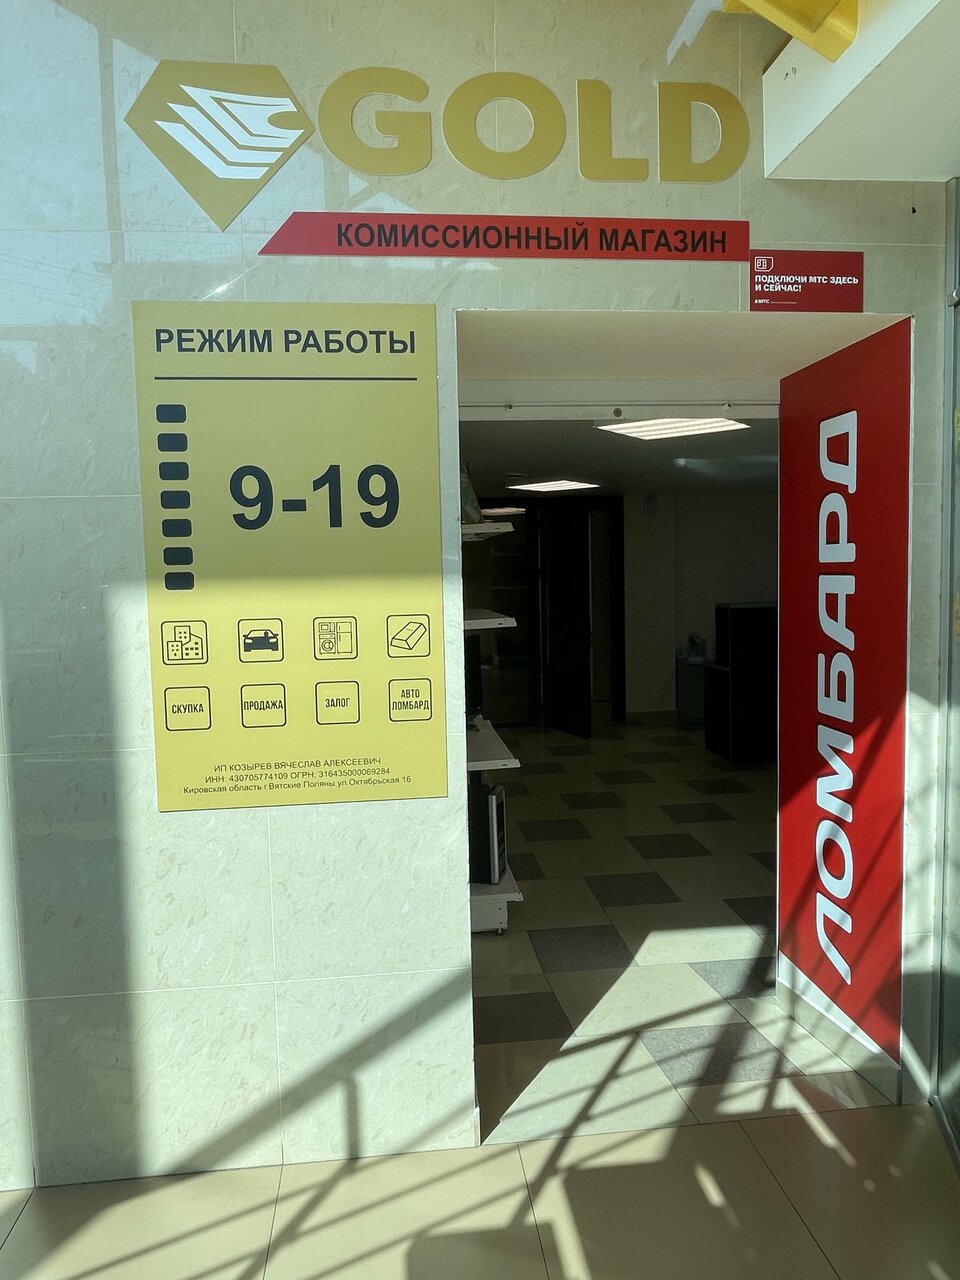 GOLD
КОМИССИОННЫЙ МАГАЗИН
ПОДКЛЮЧИ МТС ЗДЕСЬ
И СЕЙЧАС!
МТС
РЕЖИМ РАБОТЫ
9-19
СКУПКА
ПРОДАЖА
ЗАЛОГ
АВТО
ЛОМБАРД
ИП КОЗЫРЕВ ВЯЧЕСЛАВ АЛЕКСЕЕВИЧ
ИНН: 430705774109 ОГРН: 316435000069284
Кировская область г.Вятские Поляны ул Октябрьская 16
ЛОМБАРД